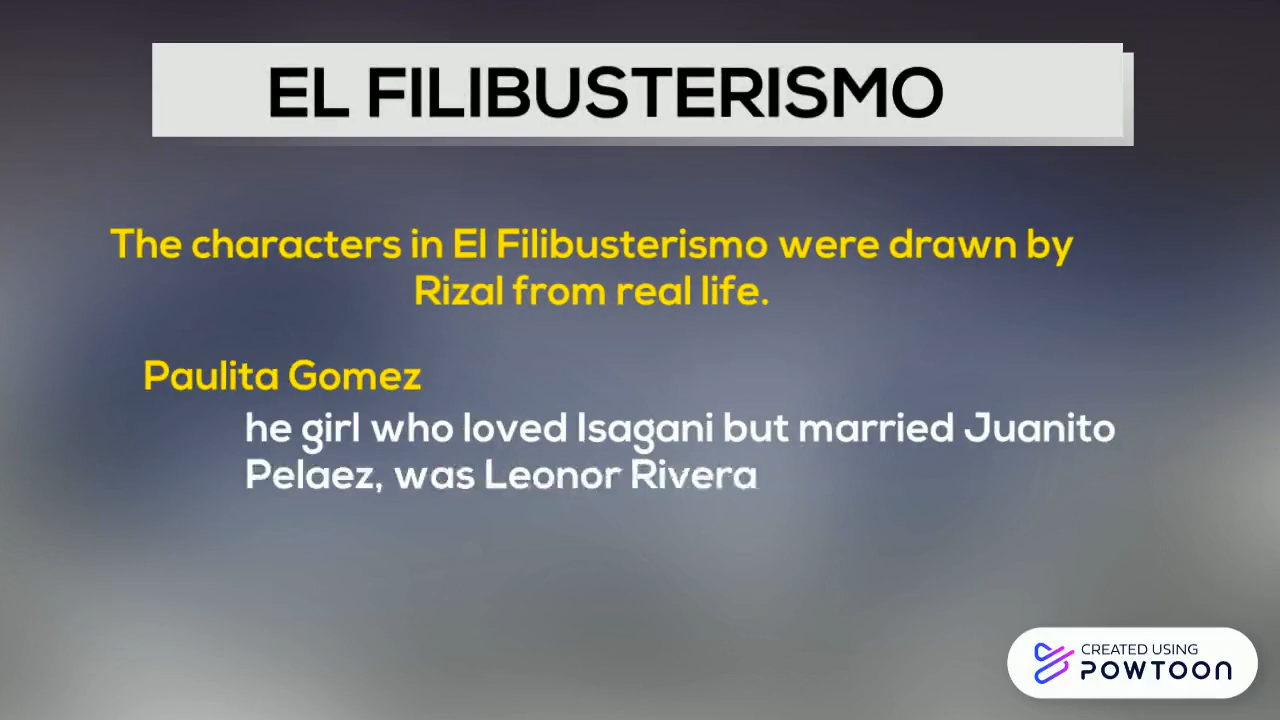 EL FILIBUSTERISMO
The characters in El Filibusterismo were drawn by
Rizal from real life.
Paulita Gomez
he girl who loved Isagani but married Juanito
Pelaez, was Leonor Rivera
CREATED USING
POWTOON